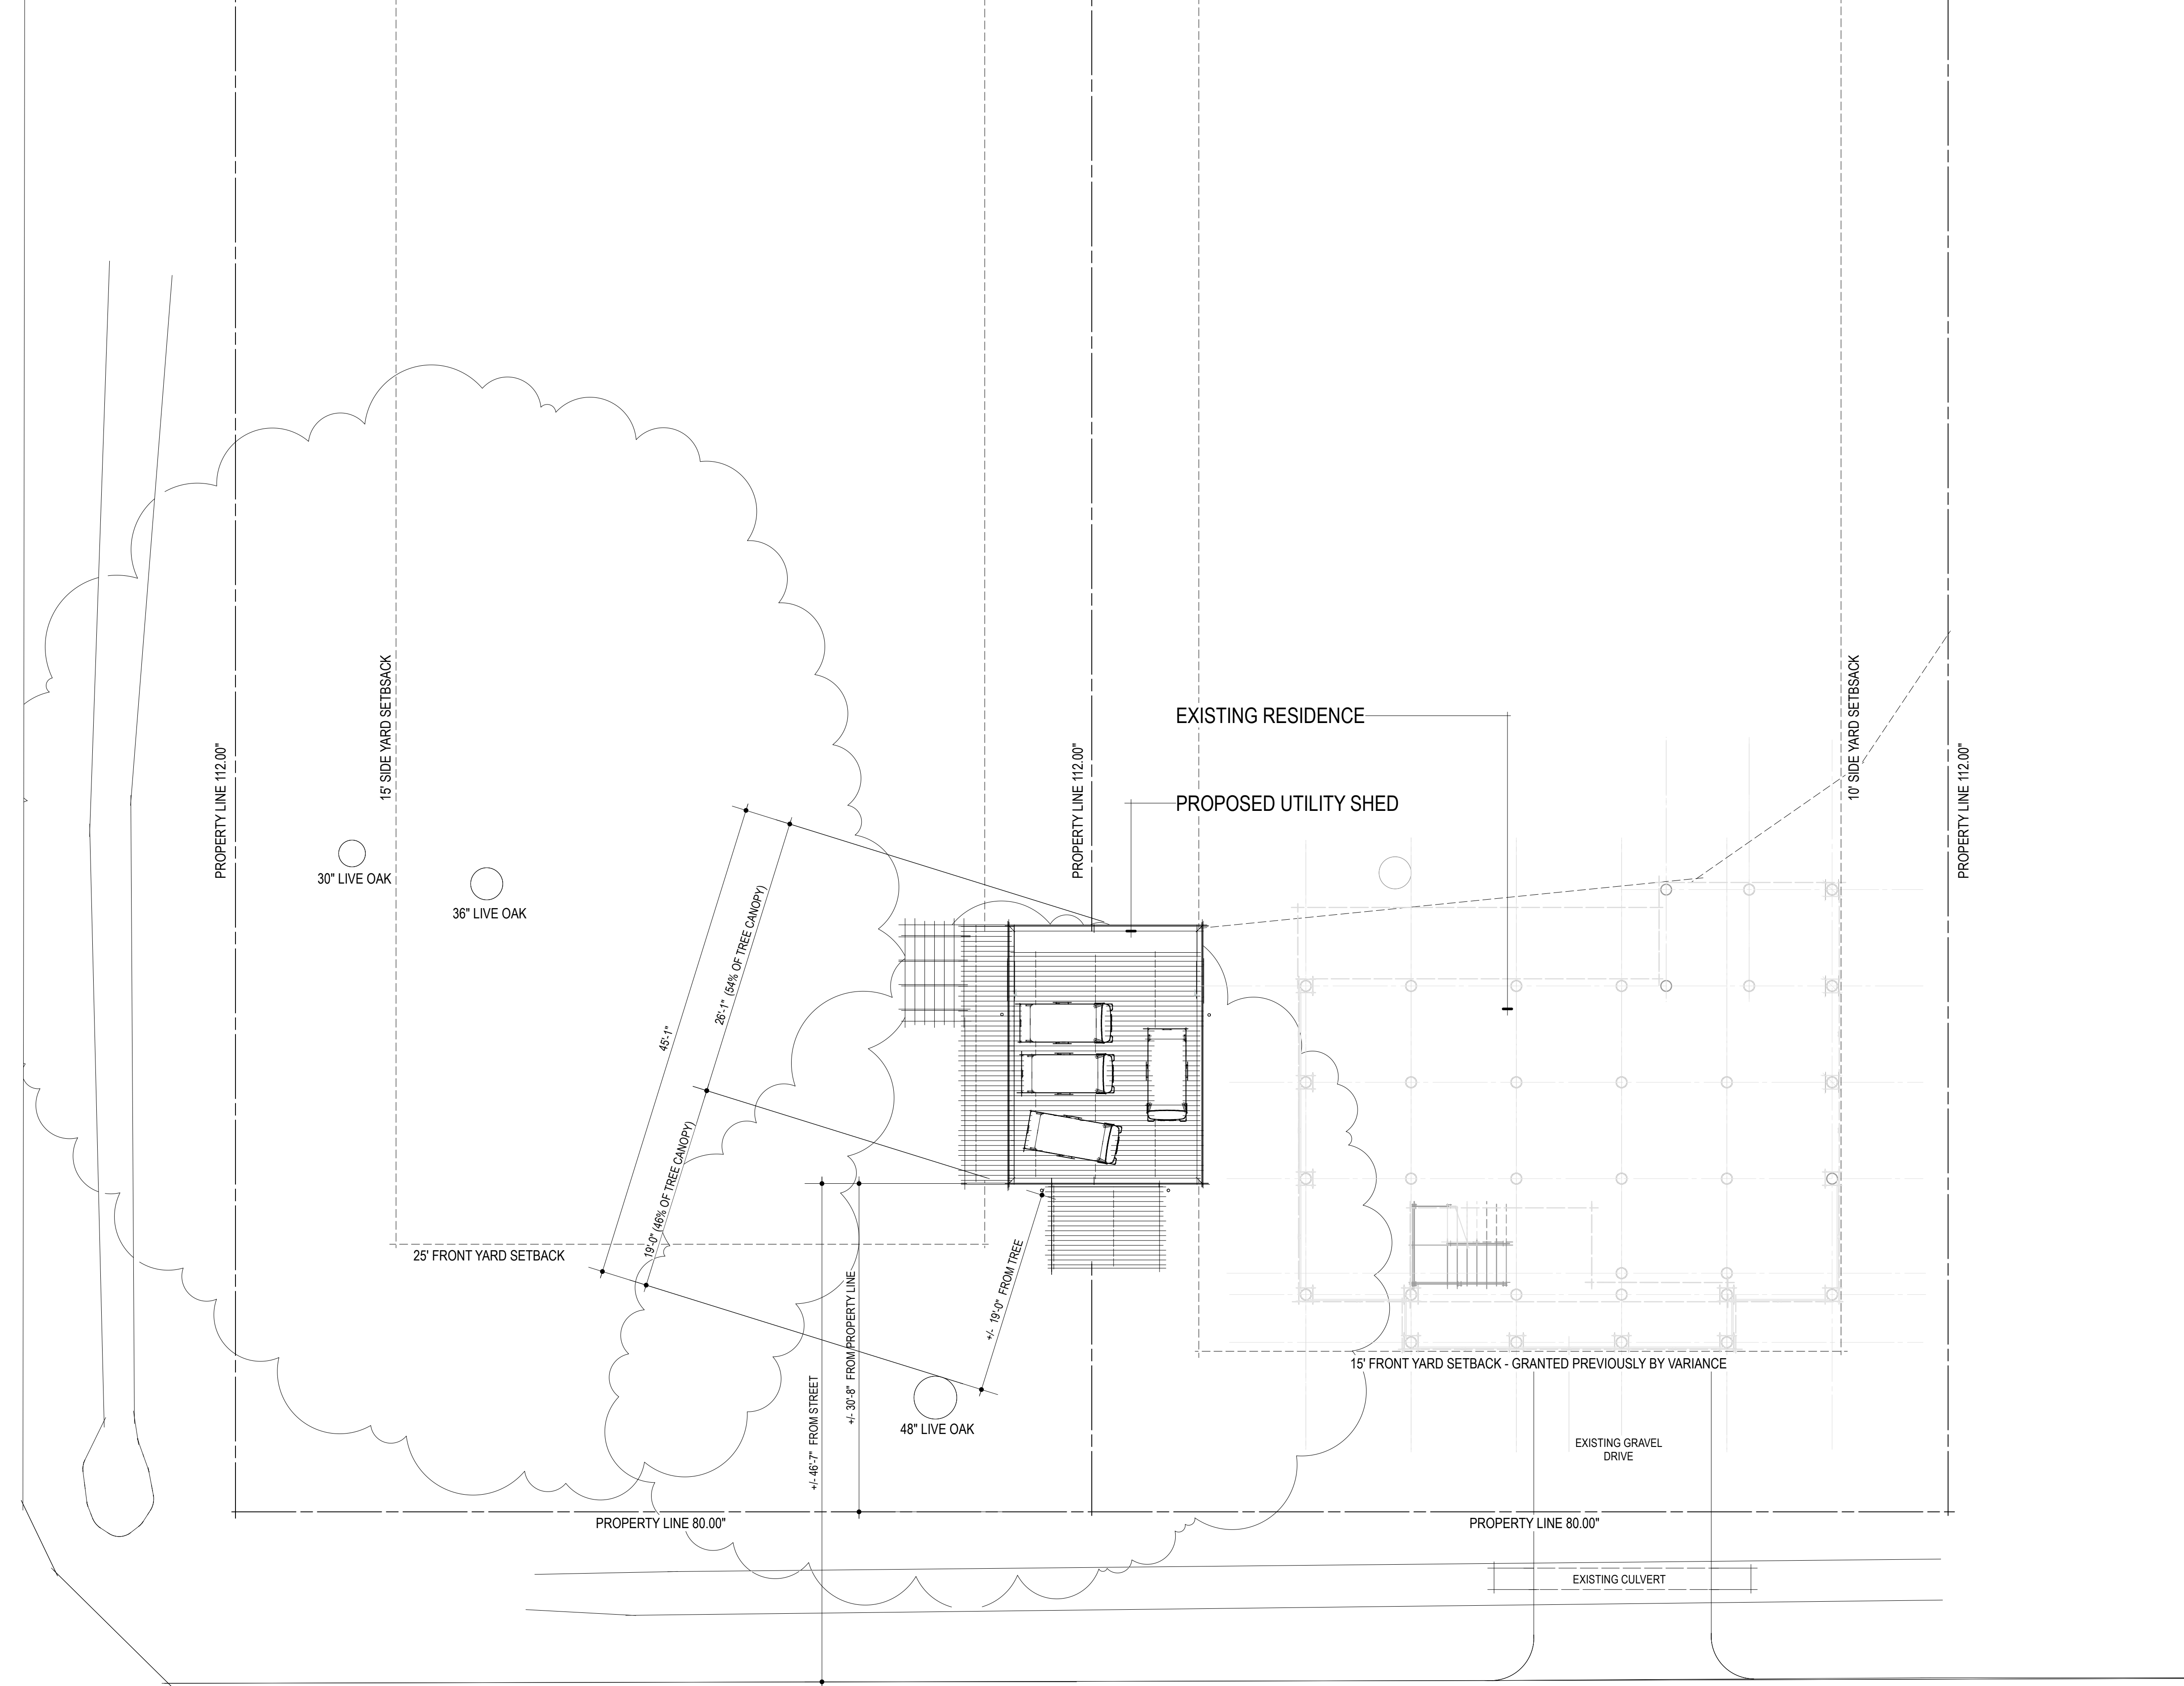 15' SIDE YARD SETBSACK
10' SIDE YARD SETBSACK
EXISTING RESIDENCE
PROPERTY LINE 112.00"
PROPERTY LINE 112.00"
PROPERTY LINE 112.00"
PROPOSED UTILITY SHED
30" LIVE OAK
36" LIVE OAK
26'-1" (54% OF TREE CANOPY)
45'-1"
19'-0" (46% OF TREE CANOPY)
25' FRONT YARD SETBACK
+/- 19'-0" FROM TREE
+/- 30'-8" FROM PROPERTY LINE
15' FRONT YARD SETBACK - GRANTED PREVIOUSLY BY VARIANCE
+/- 46'-7" FROM STREET
48" LIVE OAK
EXISTING GRAVEL
DRIVE
PROPERTY LINE 80.00"
PROPERTY LINE 80.00"
EXISTING CULVERT